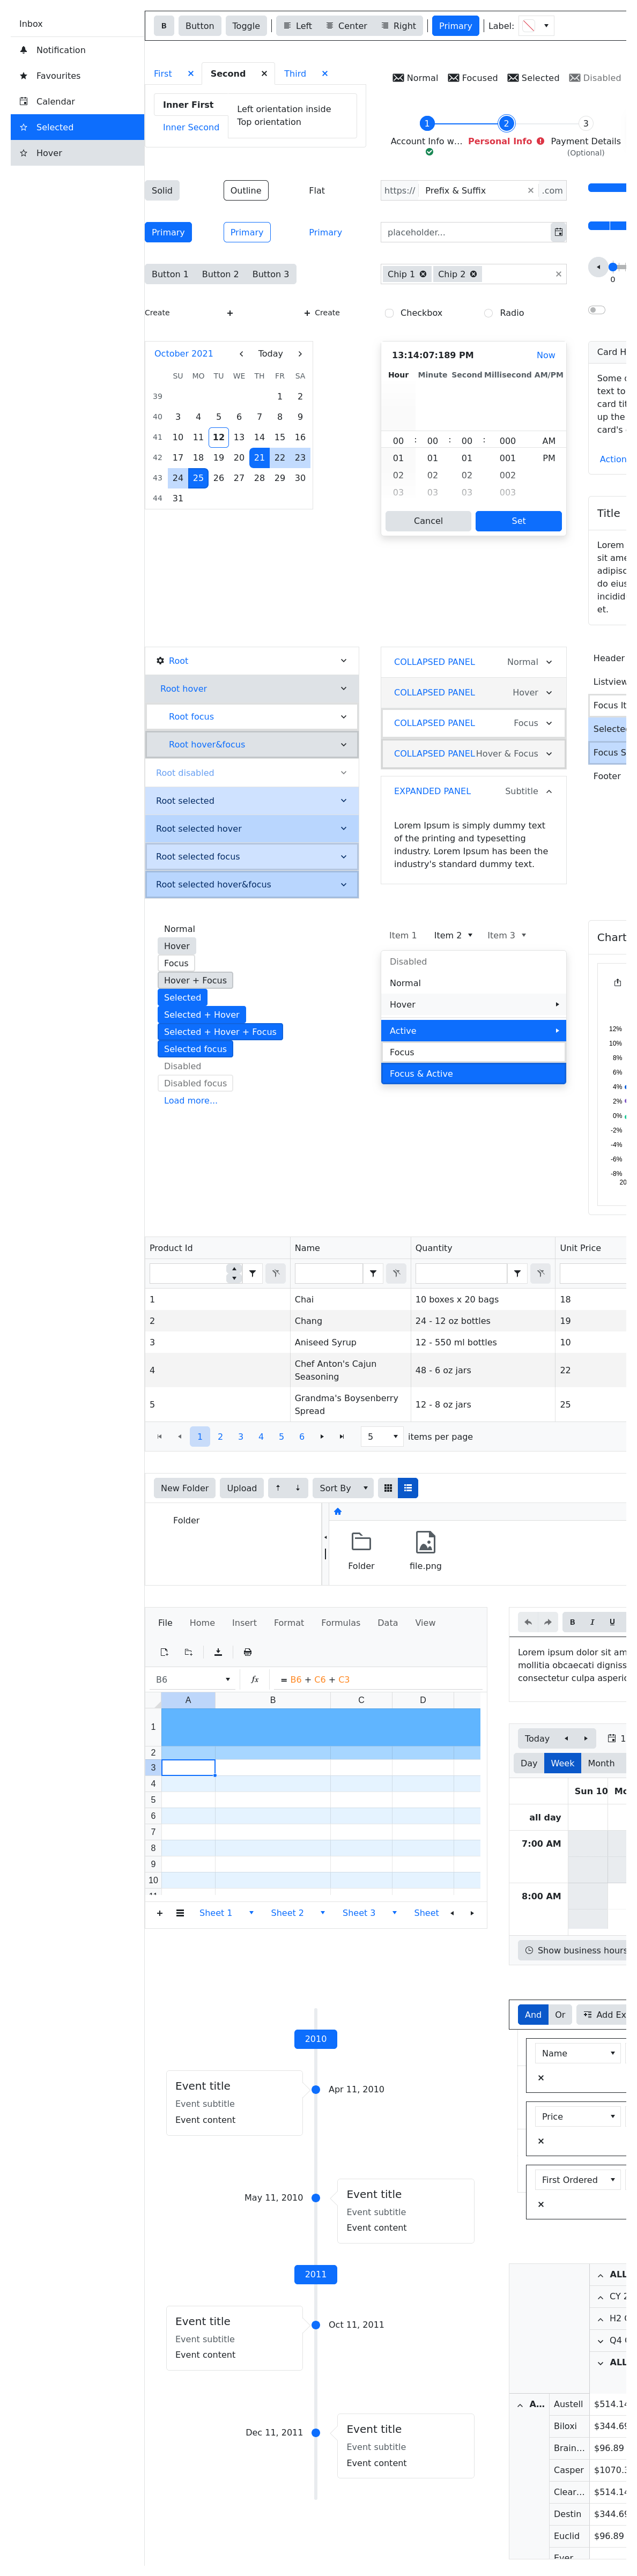 Inbox
Notification
Favourites
Calendar
Selected
Hover
B Button Toggle Left Center Right Primary Label:
First Second Third
Inner First
Inner Second
Left orientation inside
Top orientation
Normal Focused Selected Disabled
1 2 3
Account Info w... Personal Info Payment Details
(Optional)
Solid Outline Flat
https:// Prefix & Suffix .com
Primary Primary Primary
placeholder...
Button 1 Button 2 Button 3
Chip 1 Chip 2
0
Create Create
Checkbox Radio
October 2021 Today
SU MO TU WE TH FR SA
39 1 2
40 3 4 5 6 7 8 9
41 10 11 12 13 14 15 16
42 17 18 19 20 21 22 23
43 24 25 26 27 28 29 30
44 31
13:14:07:189 PM Now
Hour Minute Second Millisecond AM/PM
00 : 00 : 00 : 000 AM
01 01 01 001 PM
02 02 02 002
03 03 03 003
Cancel Set
Card H
Some
text to
card tit
up the
card's
Action
Title
Lorem
sit ame
adipisc
do eius
incidid
et.
Root
Root hover
Root focus
Root hover&focus
Root disabled
Root selected
Root selected hover
Root selected focus
Root selected hover&focus
COLLAPSED PANEL Normal
COLLAPSED PANEL Hover
COLLAPSED PANEL Focus
COLLAPSED PANEL Hover & Focus
EXPANDED PANEL Subtitle
Lorem Ipsum is simply dummy text
of the printing and typesetting
industry. Lorem Ipsum has been the
industry's standard dummy text.
Header
Listview
Focus It
Selected
Focus S
Footer
Normal
Hover
Focus
Hover + Focus
Selected
Selected + Hover
Selected + Hover + Focus
Selected focus
Disabled
Disabled focus
Load more...
Item 1 Item 2 Item 3
Disabled
Normal
Hover
Active
Focus
Focus & Active
Chart
12%
10%
8%
6%
4%
2%
0%
-2%
-4%
-6%
-8%
20
Product Id Name Quantity Unit Price
1 Chai 10 boxes x 20 bags 18
2 Chang 24 - 12 oz bottles 19
3 Aniseed Syrup 12 - 550 ml bottles 10
4 Chef Anton's Cajun Seasoning 48 - 6 oz jars 22
5 Grandma's Boysenberry Spread 12 - 8 oz jars 25
1 2 3 4 5 6 5 items per page
New Folder Upload Sort By
Folder
Folder file.png
File Home Insert Format Formulas Data View
B6 fx = B6 + C6 + C3
A B C D
1
2
3
4
5
6
7
8
9
10
11
Sheet 1 Sheet 2 Sheet 3 Sheet
B I U
Lorem ipsum dolor sit am
mollitia obcaecati digniss
consectetur culpa asperio
Today 1
Day Week Month
Sun 10 Mo
all day
7:00 AM
8:00 AM
Show business hours
2010
Event title
Event subtitle
Event content
Apr 11, 2010
May 11, 2010
Event title
Event subtitle
Event content
2011
Event title
Event subtitle
Event content
Oct 11, 2011
Dec 11, 2011
Event title
Event subtitle
Event content
And Or Add Ex
Name
Price
First Ordered
ALL
CY 2
H2
Q4
ALL
A... Austell $514.14
Biloxi $344.69
Brain... $96.89
Casper $1070.3
Clear... $514.14
Destin $344.69
Euclid $96.89
Ever